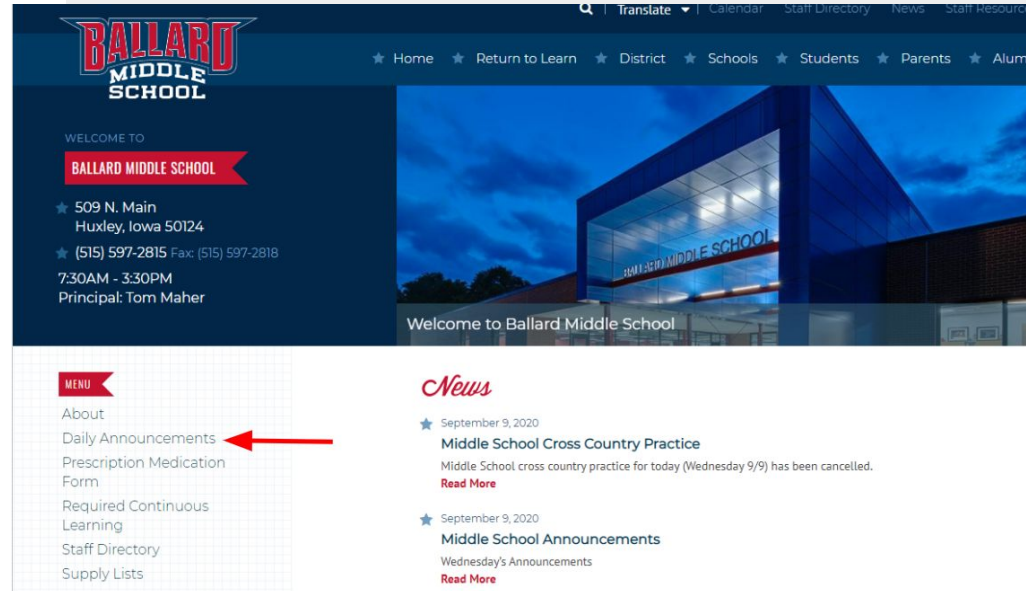 Translate
Calendar
Staff Directory
News
Staff Resource
BALLARD
MIDDLE
SCHOOL
Home
Return to Learn
District
Schools
Students
Parents
Alum
WELCOME TO
BALLARD MIDDLE SCHOOL
509 N. Main
Huxley, Iowa 50124
(515) 597-2815 Fax: (515) 597-2818
7:30AM - 3:30PM
Principal: Tom Maher
BALLARD MIDDLE SCHOOL
Welcome to Ballard Middle School
MENU
About
Daily Announcements
Prescription Medication
Form
Required Continuous
Learning
Staff Directory
Supply Lists
News
September 9, 2020
Middle School Cross Country Practice
Middle School cross country practice for today (Wednesday 9/9) has been cancelled.
Read More
September 9, 2020
Middle School Announcements
Wednesday's Announcements
Read More